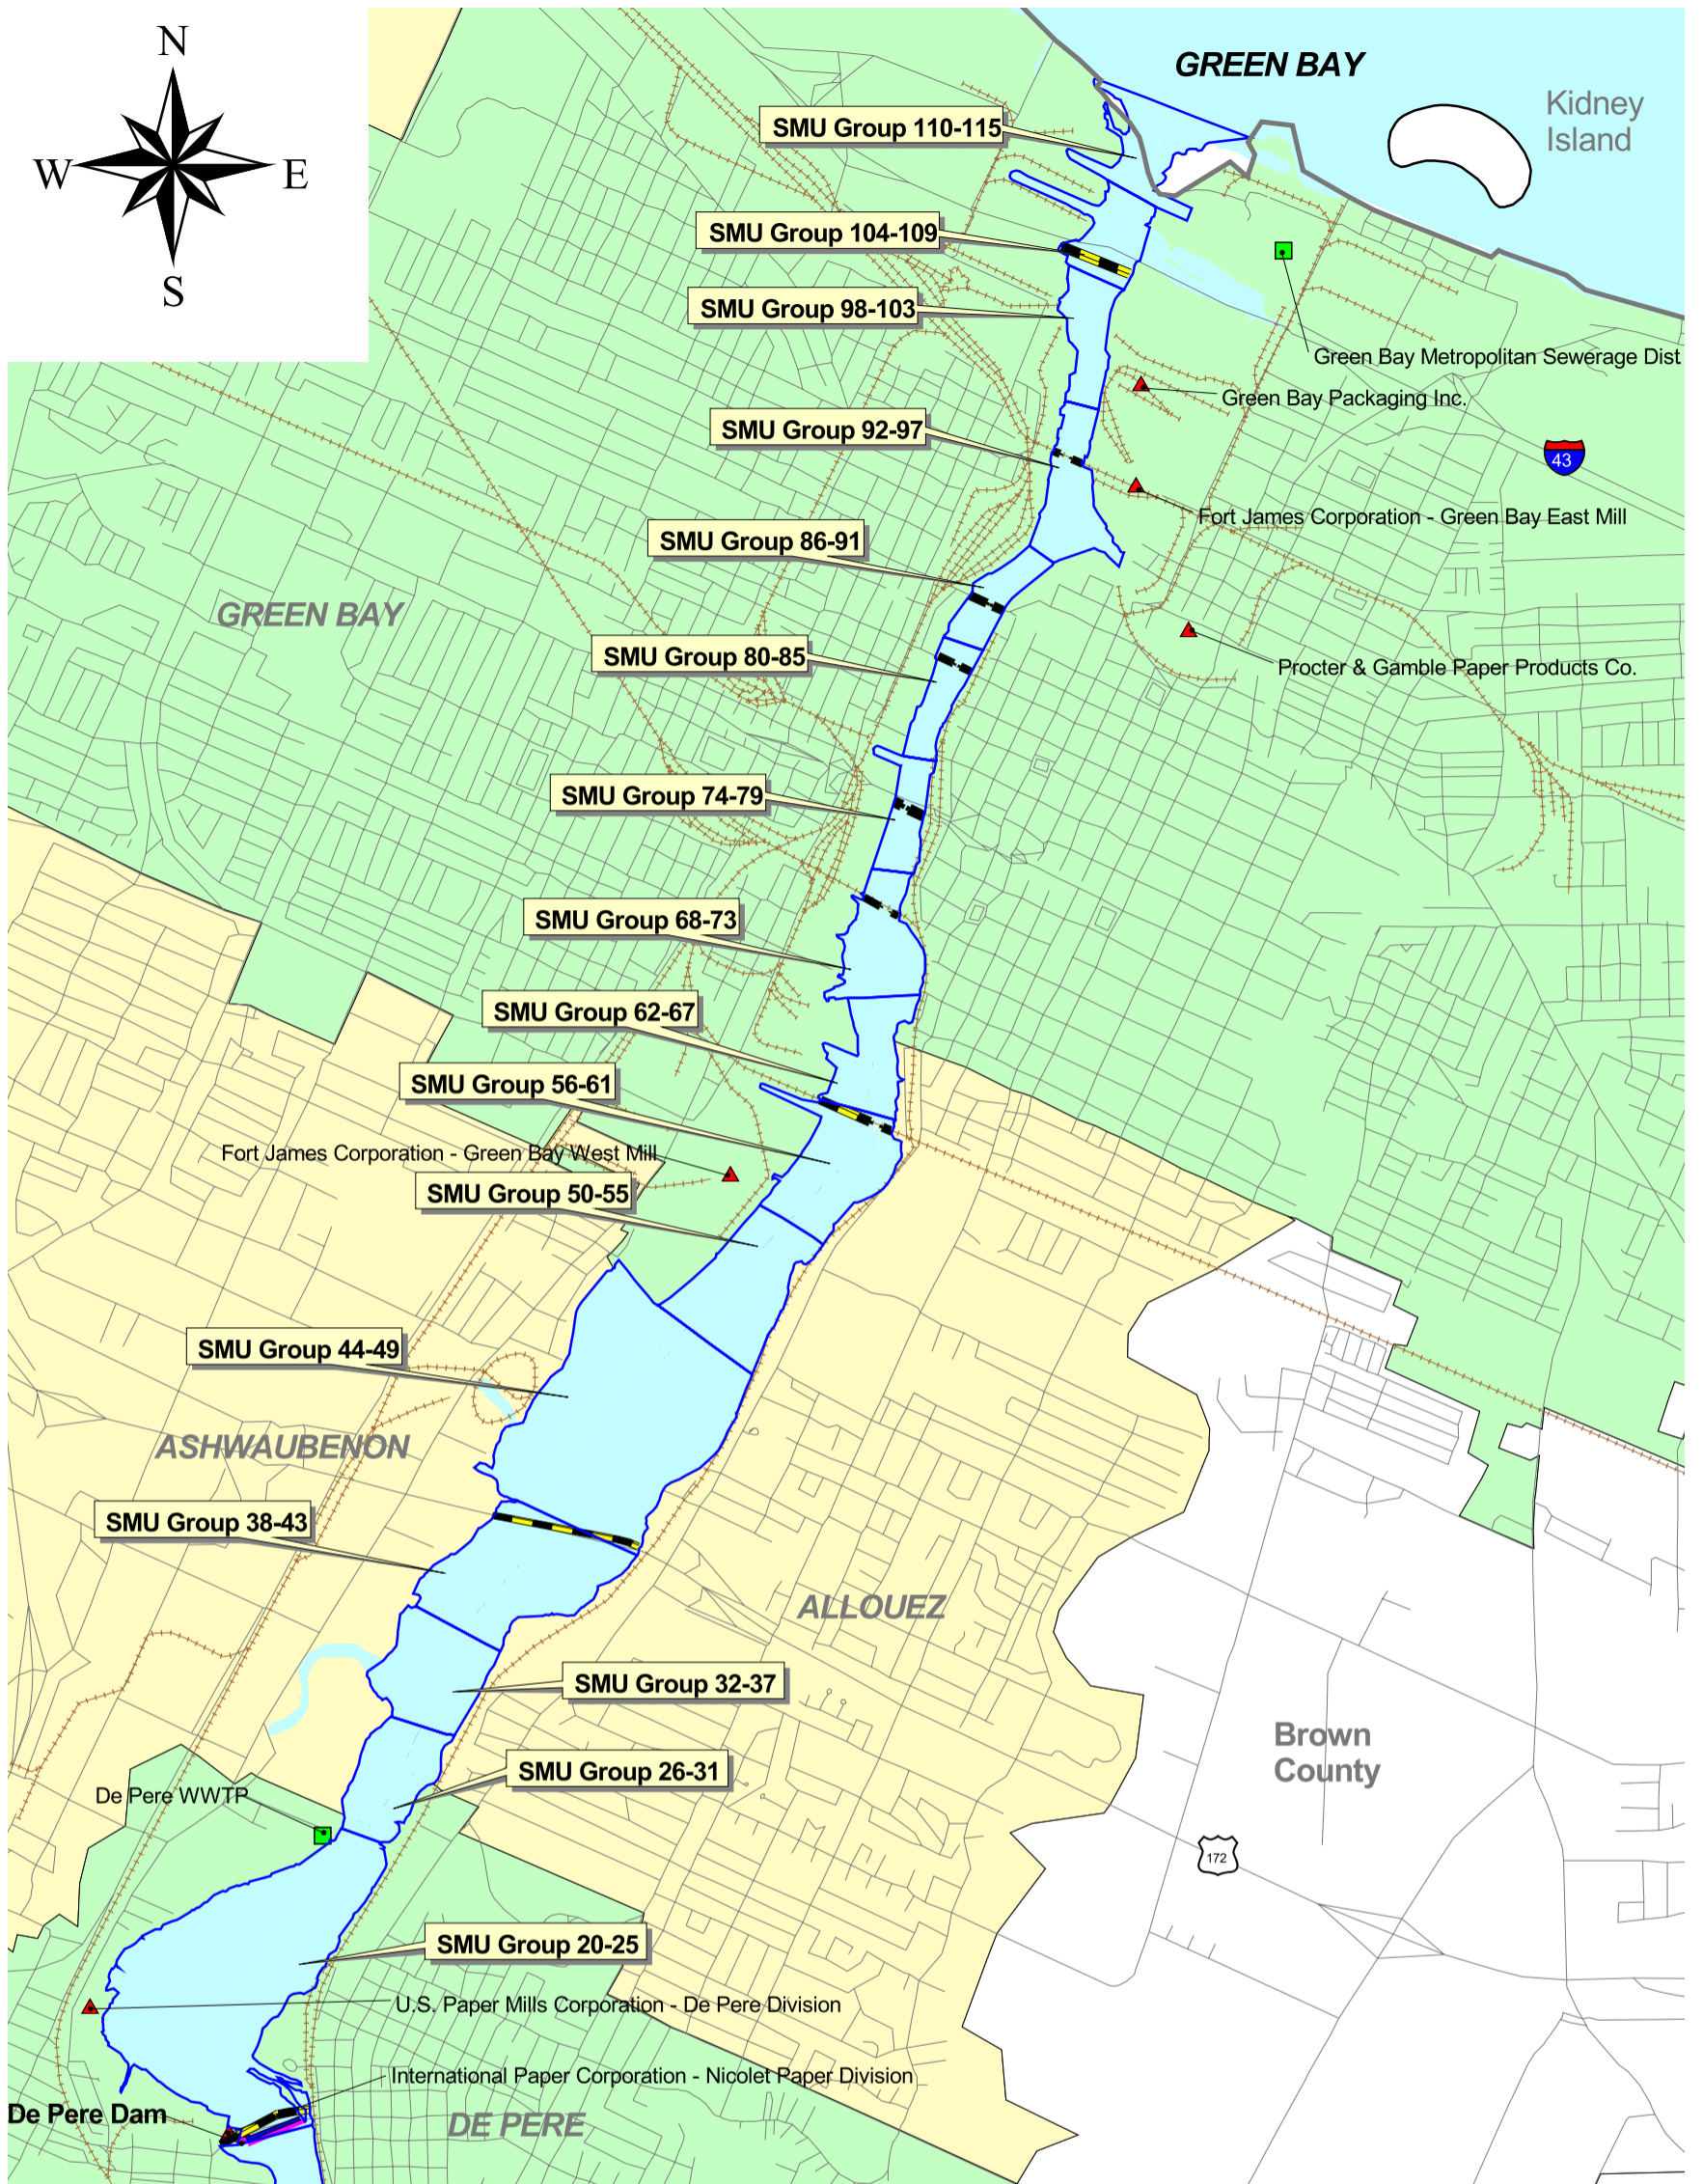 N
W
E
S
GREEN BAY
Kidney
Island
SMU Group 110-115
SMU Group 104-109
SMU Group 98-103
Green Bay Metropolitan Sewerage Dist
Green Bay Packaging Inc.
SMU Group 92-97
43
Fort James Corporation - Green Bay East Mill
SMU Group 86-91
GREEN BAY
SMU Group 80-85
Procter & Gamble Paper Products Co.
SMU Group 74-79
SMU Group 68-73
SMU Group 62-67
SMU Group 56-61
Fort James Corporation - Green Bay West Mill
SMU Group 50-55
SMU Group 44-49
ASHWAUBENON
SMU Group 38-43
ALLOUEZ
SMU Group 32-37
Brown
County
SMU Group 26-31
De Pere WWTP
172
SMU Group 20-25
U.S. Paper Mills Corporation - De Pere Division
International Paper Corporation - Nicolet Paper Division
De Pere Dam
DE PERE